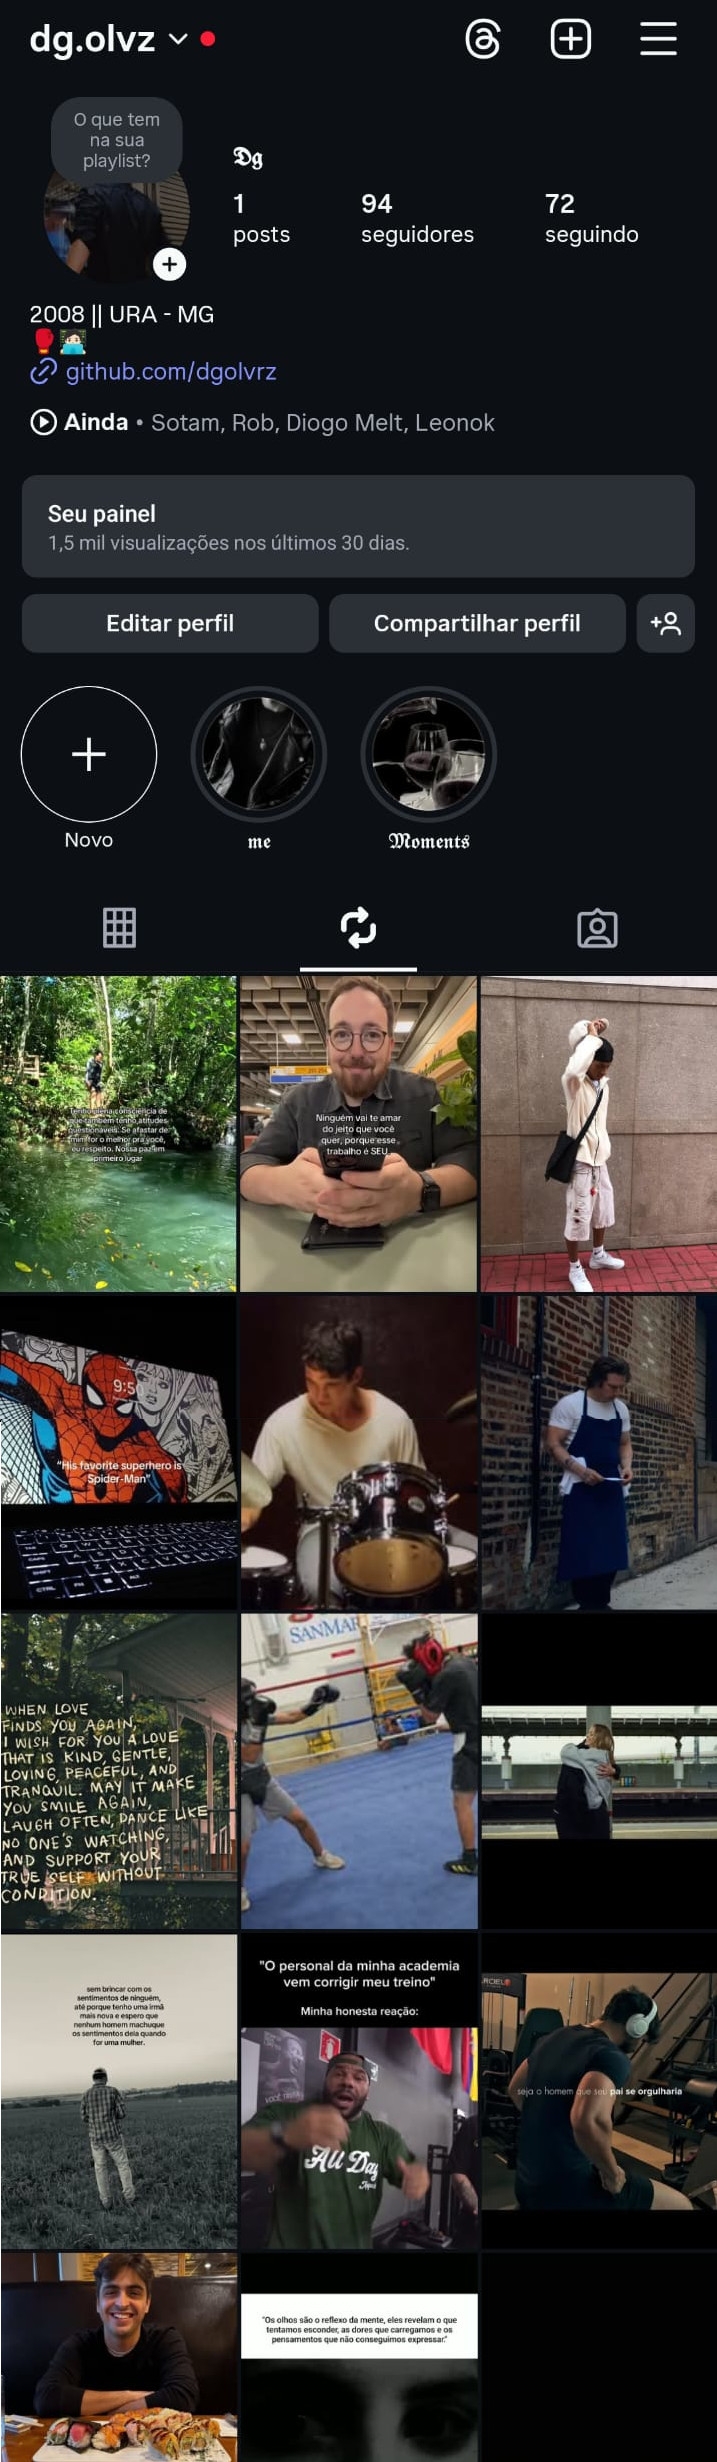 dg.olvz
O que tem
na sua
playlist?
𝕯𝖌
1
posts
94
seguidores
72
seguindo
2008 || URA - MG
🥊🧑🏻‍💻
github.com/dgolvrz
Ainda • Sotam, Rob, Diogo Melt, Leonok
Seu painel
1,5 mil visualizações nos últimos 30 dias.
Editar perfil
Compartilhar perfil
Novo
𝖒𝖊
𝕸𝖔𝖒𝖊𝖓𝖙𝖘
Tenho plena consciência de
que também tenho atitudes
questionáveis. Se afastar de
mim for o melhor pra você,
eu respeito. Nossa paz em
primeiro lugar
Ninguém vai te amar
do jeito que você
quer, porque esse
trabalho é SEU.
9:50
"His favorite superhero is
Spider-Man"
WHEN LOVE
FINDS YOU AGAIN,
I WISH FOR YOU A LOVE
THAT IS KIND, GENTLE,
LOVING, PEACEFUL, AND
TRANQUIL. MAY IT MAKE
YOU SMILE AGAIN,
LAUGH OFTEN, DANCE LIKE
NO ONE'S WATCHING,
AND SUPPORT YOUR
TRUE SELF WITHOUT
CONDITION.
SANMAR
sem brincar com os
sentimentos de ninguém,
até porque tenho uma irmã
mais nova e espero que
nenhum homem machuque
os sentimentos dela quando
for uma mulher.
"O personal da minha academia
vem corrigir meu treino"
Minha honesta reação:
All Day
seja o homem que seu pai se orgulharia
"Os olhos são o reflexo da mente, eles revelam o que
tentamos esconder, as dores que carregamos e os
pensamentos que não conseguimos expressar."